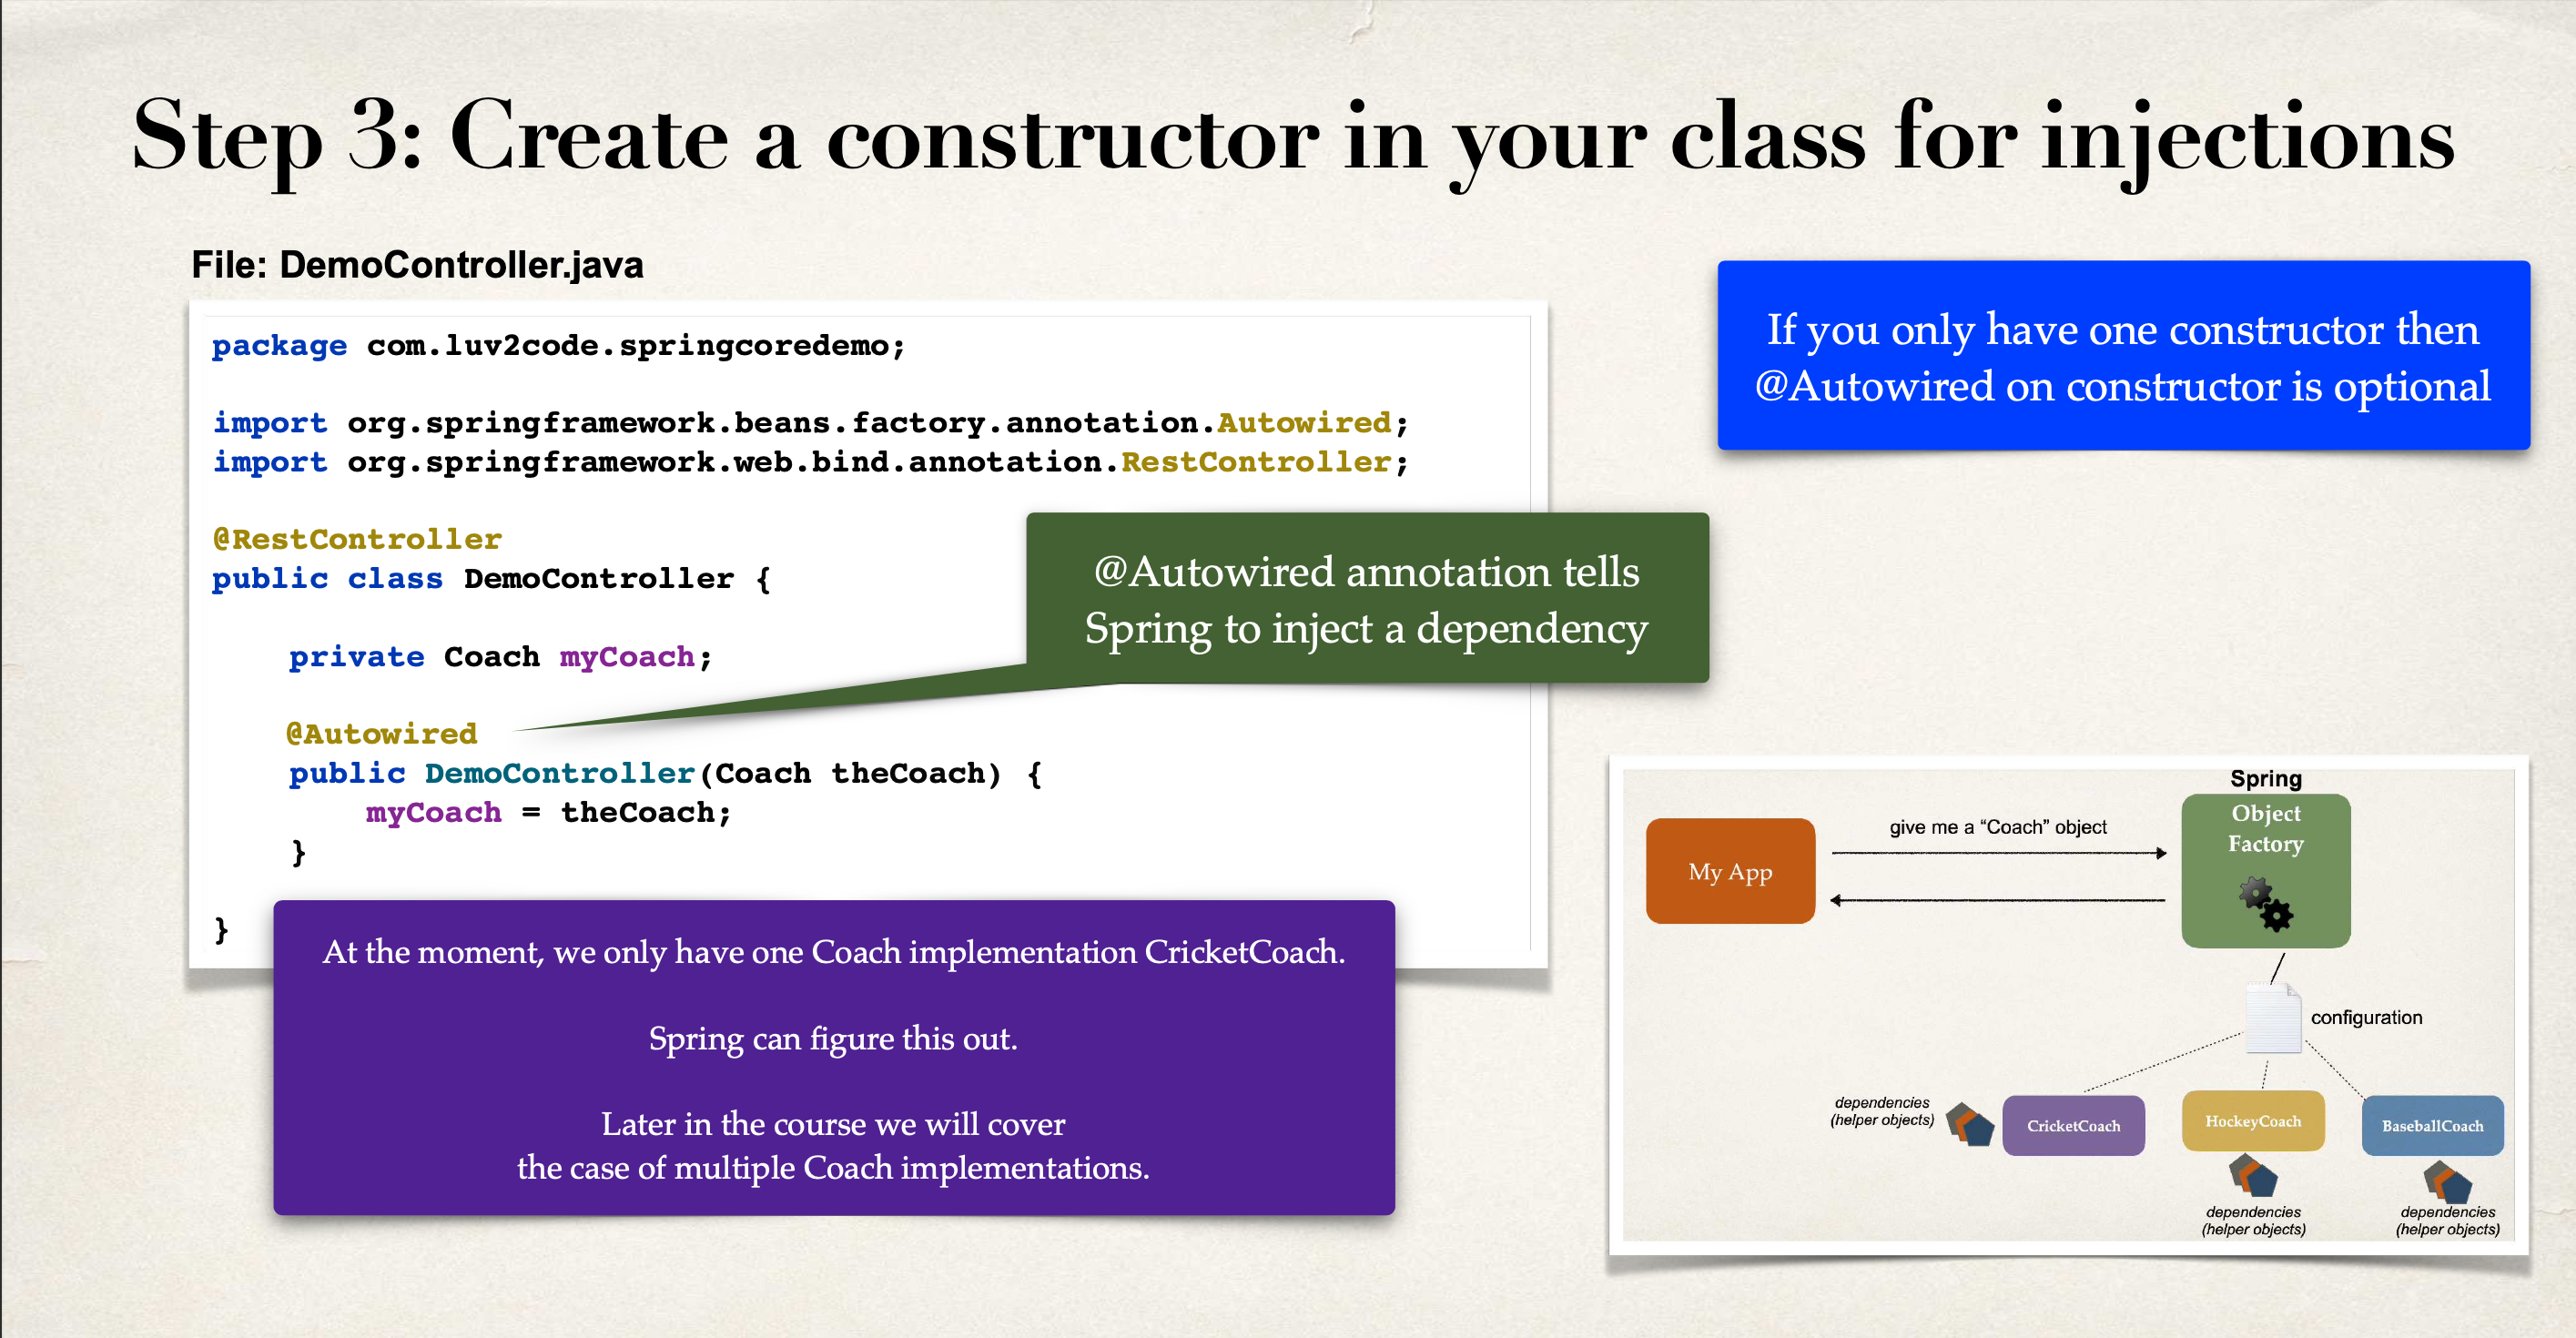 Step 3: Create a constructor in your class for injections
File: DemoController.java
package com.luv2code.springcoredemo;
import org.springframework.beans.factory.annotation.Autowired;
import org.springframework.web.bind.annotation.RestController;
@RestController
public class DemoController {
private Coach myCoach;
@Autowired
public DemoController(Coach theCoach) {
myCoach = theCoach;
}
}
@Autowired annotation tells
Spring to inject a dependency
If you only have one constructor then
@Autowired on constructor is optional
At the moment, we only have one Coach implementation CricketCoach.
Spring can figure this out.
Later in the course we will cover
the case of multiple Coach implementations.
Spring
Object
Factory
My App
give me a “Coach” object
configuration
dependencies
(helper objects)
CricketCoach
HockeyCoach
BaseballCoach
dependencies
(helper objects)
dependencies
(helper objects)